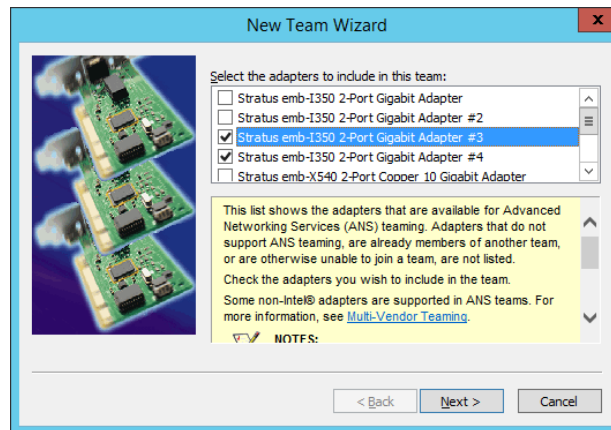 New Team Wizard
x
Select the adapters to include in this team:
Stratus emb-I350 2-Port Gigabit Adapter
Stratus emb-I350 2-Port Gigabit Adapter #2
Stratus emb-I350 2-Port Gigabit Adapter #3
Stratus emb-I350 2-Port Gigabit Adapter #4
Stratus emb-X540 2-Port Copper 10 Gigabit Adapter
This list shows the adapters that are available for Advanced
Networking Services (ANS) teaming. Adapters that do not
support ANS teaming, are already members of another team,
or are otherwise unable to join a team, are not listed.
Check the adapters you wish to include in the team.
Some non-Intel® adapters are supported in ANS teams. For
more information, see Multi-Vendor Teaming.
NOTES:
< Back
Next >
Cancel